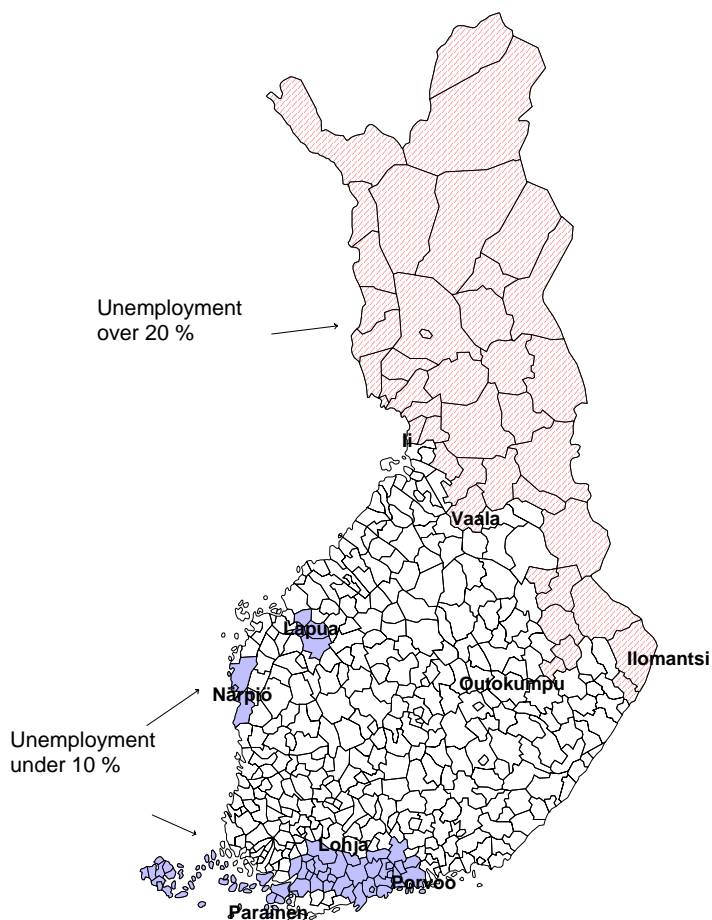 Unemployment
over 20 %
Ii
Vaala
Lapua
Ilomantsi
Outokumpu
Närpiö
Unemployment
under 10 %
Lohja
Porvoo
Parainen